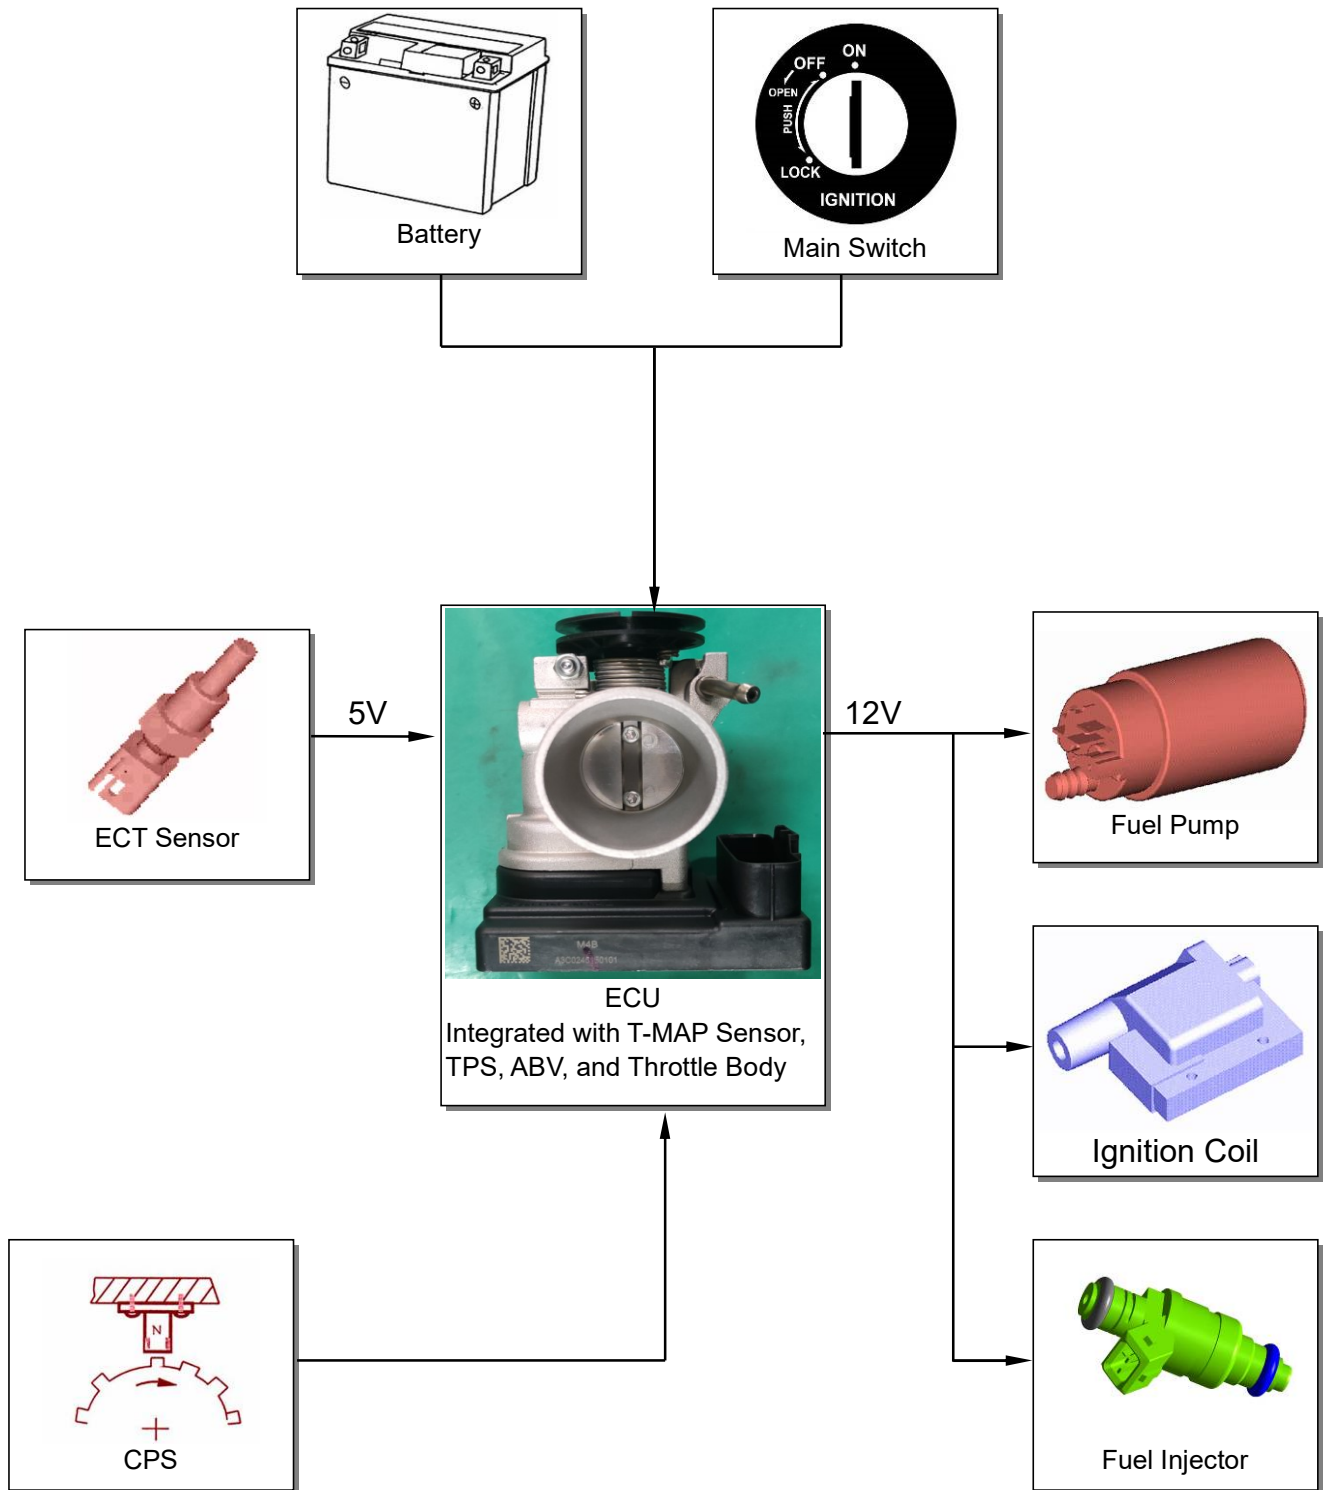 ON
OFF
OPEN
PUSH
LOCK
IGNITION
Battery
Main Switch
5V
12V
ECT Sensor
Fuel Pump
M4B
ECU
Integrated with T-MAP Sensor,
TPS, ABV, and Throttle Body
Ignition Coil
N
CPS
Fuel Injector